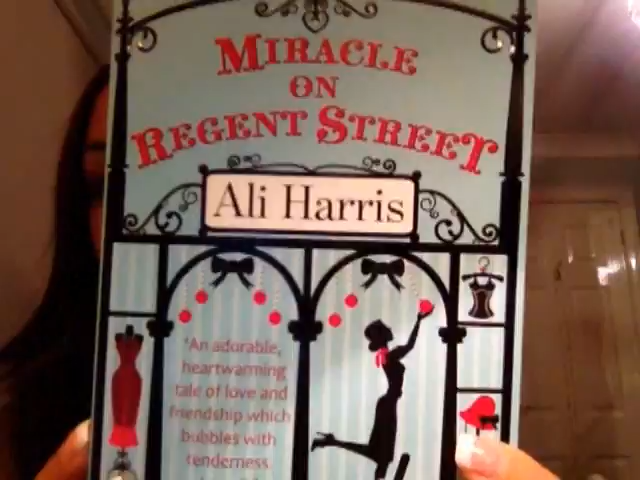 MIRACLE
ON
REGENT STREET
Ali Harris
'An adorable,
heartwarming
tale of love and
friendship which
bubbles with
tenderness